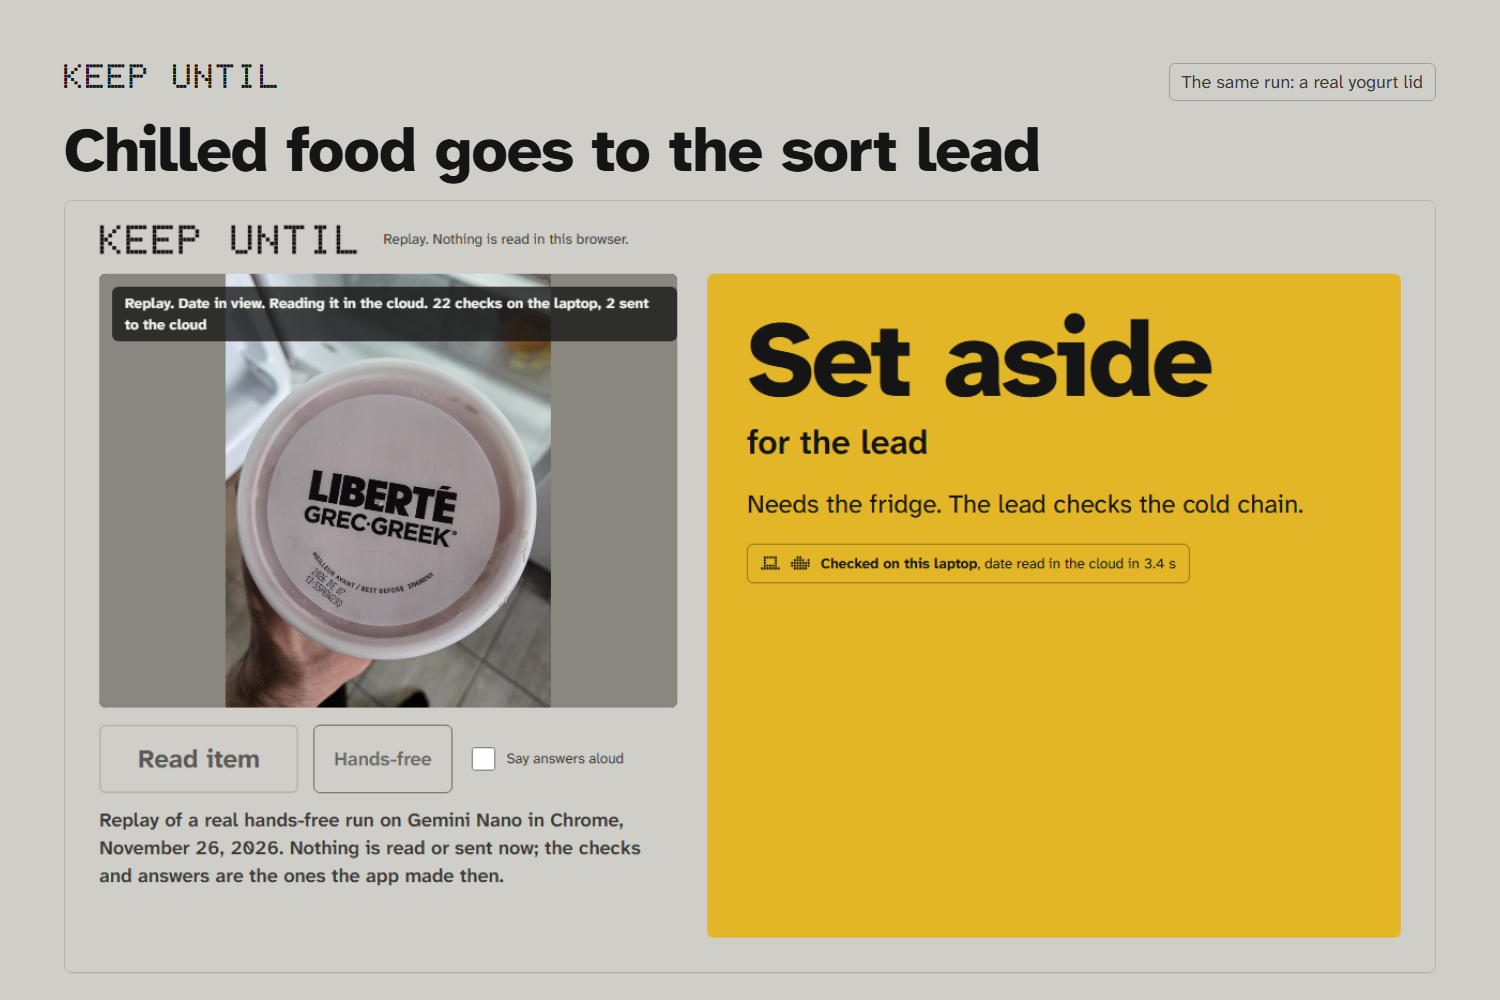 KEEP UNTIL
The same run: a real yogurt lid
Chilled food goes to the sort lead
KEEP UNTIL
Replay. Nothing is read in this browser.
Replay. Date in view. Reading it in the cloud. 22 checks on the laptop, 2 sent
to the cloud
LIBERTÉ
GREC·GREEK
MEILLEUR AVANT / BEST BEFORE
2026 DE 07
Set aside
for the lead
Needs the fridge. The lead checks the cold chain.
Checked on this laptop, date read in the cloud in 3.4 s
Read item
Hands-free
Say answers aloud
Replay of a real hands-free run on Gemini Nano in Chrome,
November 26, 2026. Nothing is read or sent now; the checks
and answers are the ones the app made then.